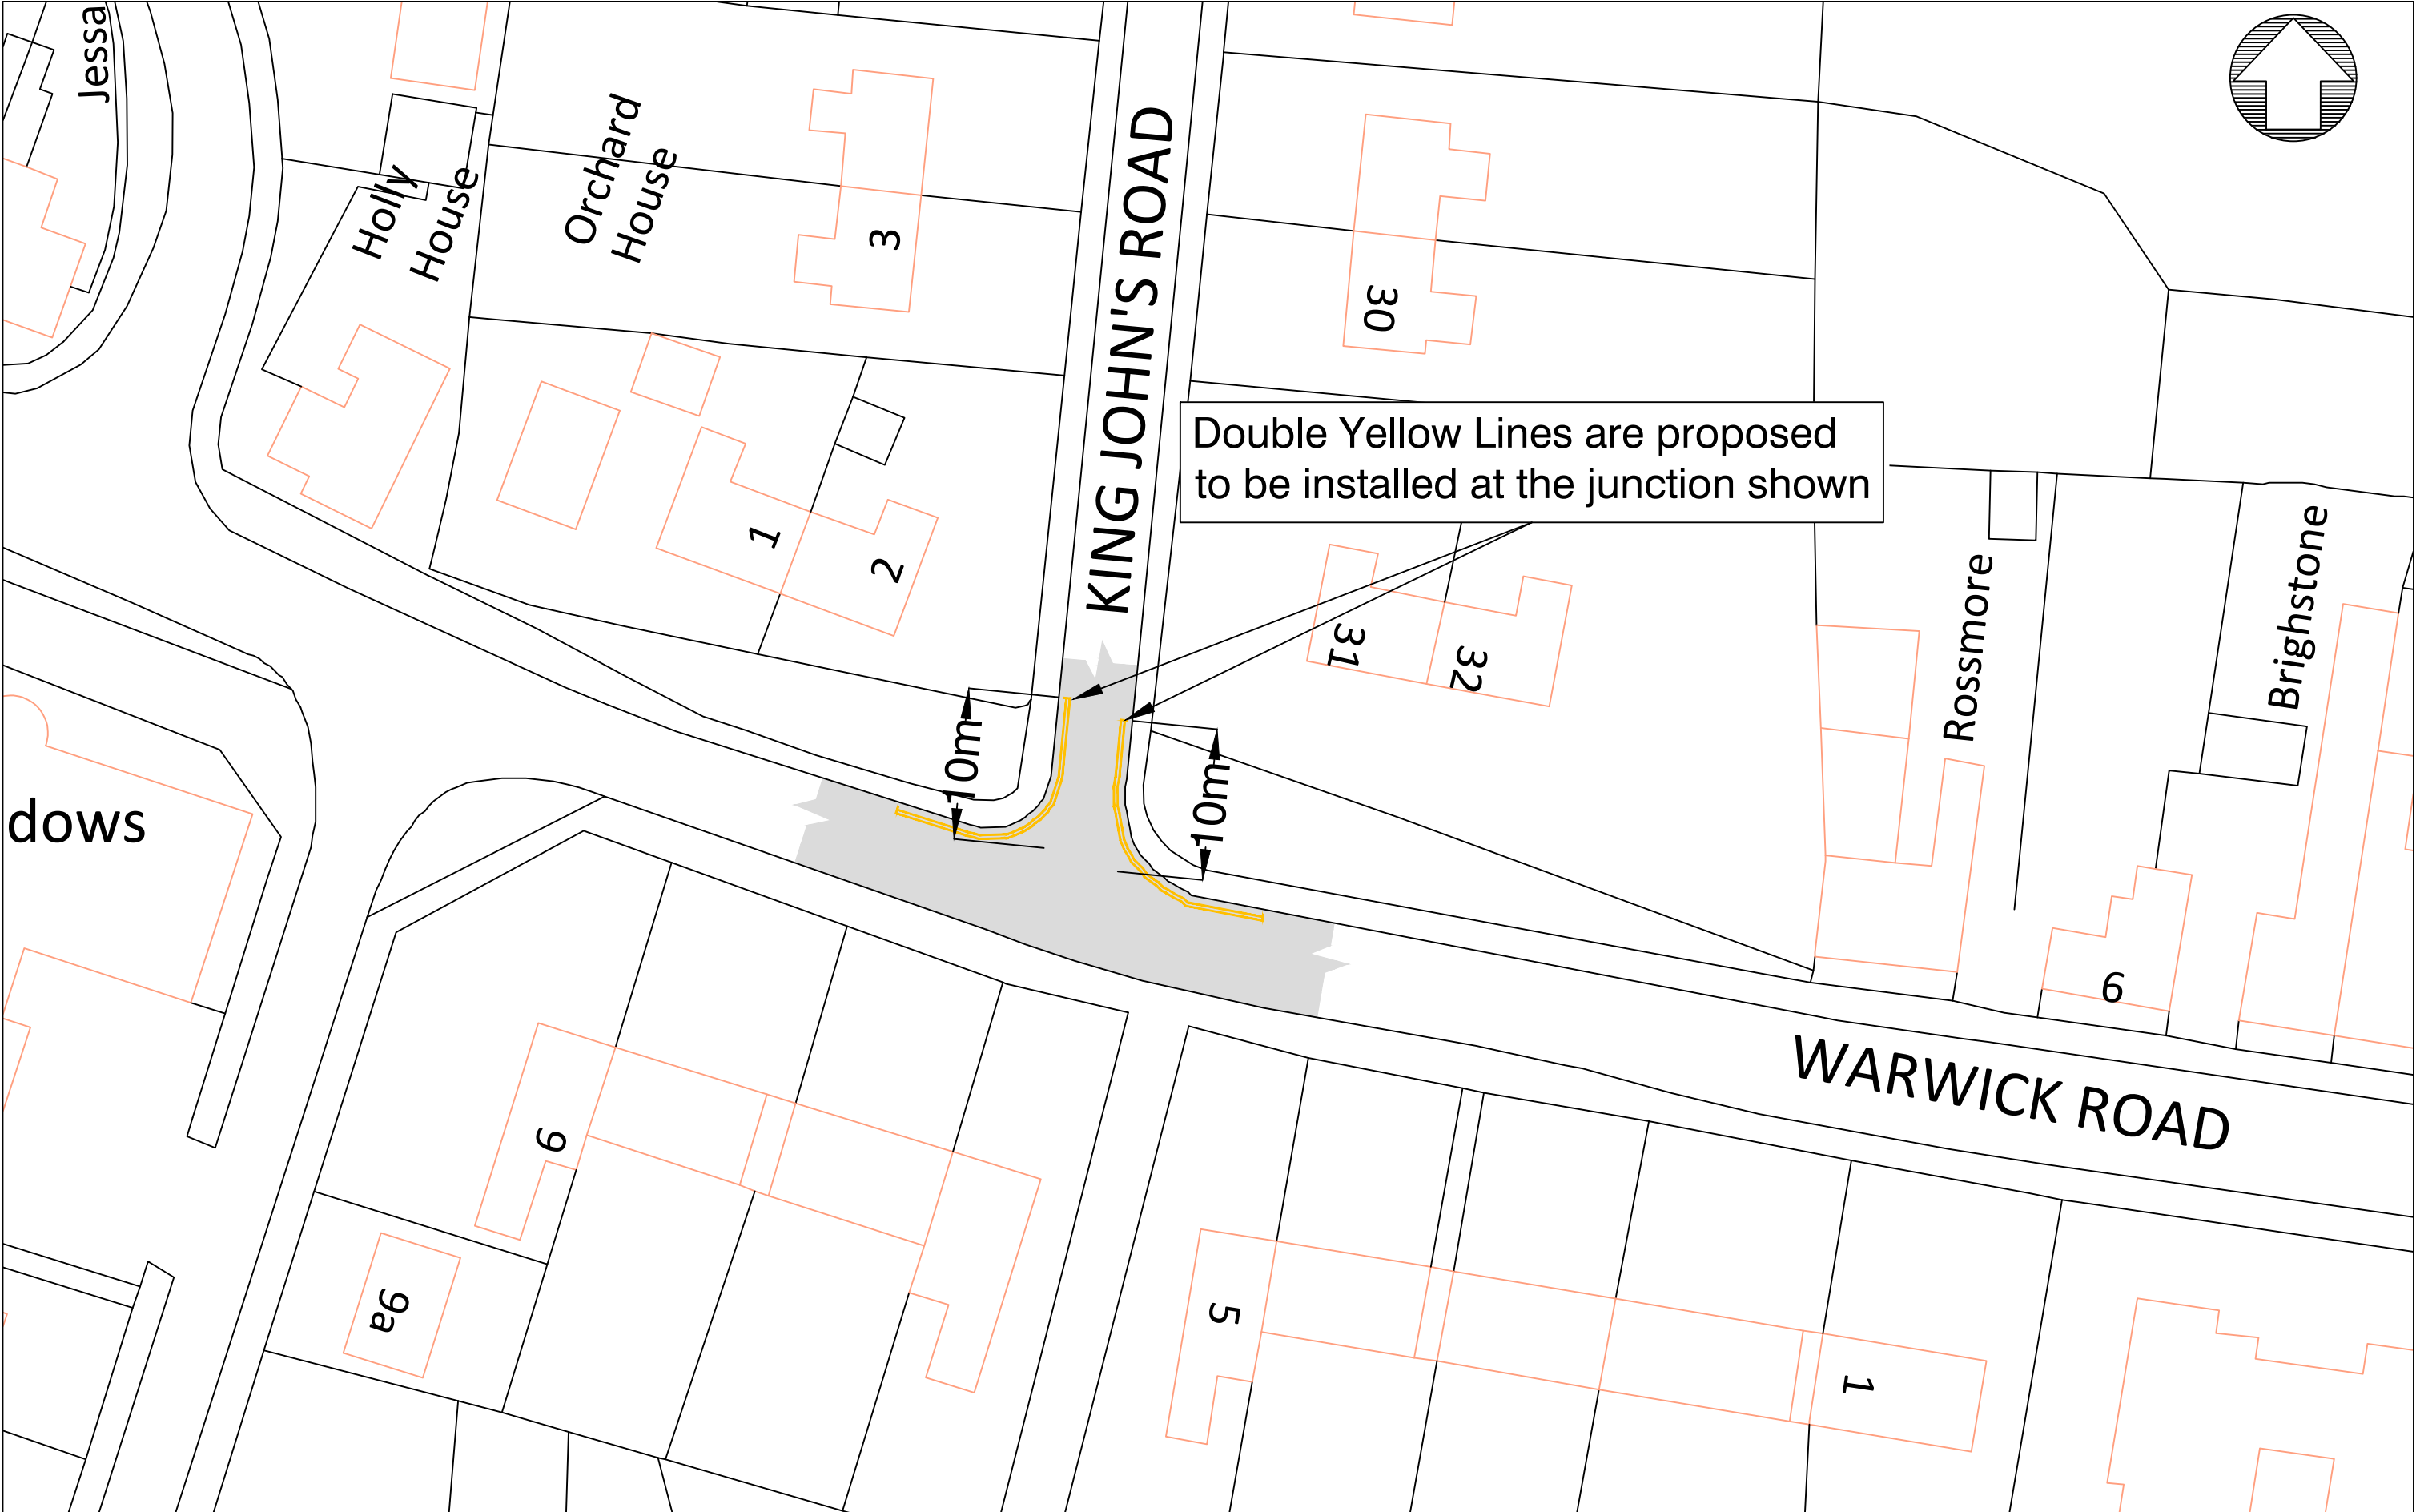 Jessa
Holly
House
Orchard
House
3
KING JOHN'S ROAD
30
Double Yellow Lines are proposed
to be installed at the junction shown
1
2
31
32
Rossmore
Brighstone
10m
10m
dows
6
WARWICK ROAD
9
9a
5
1